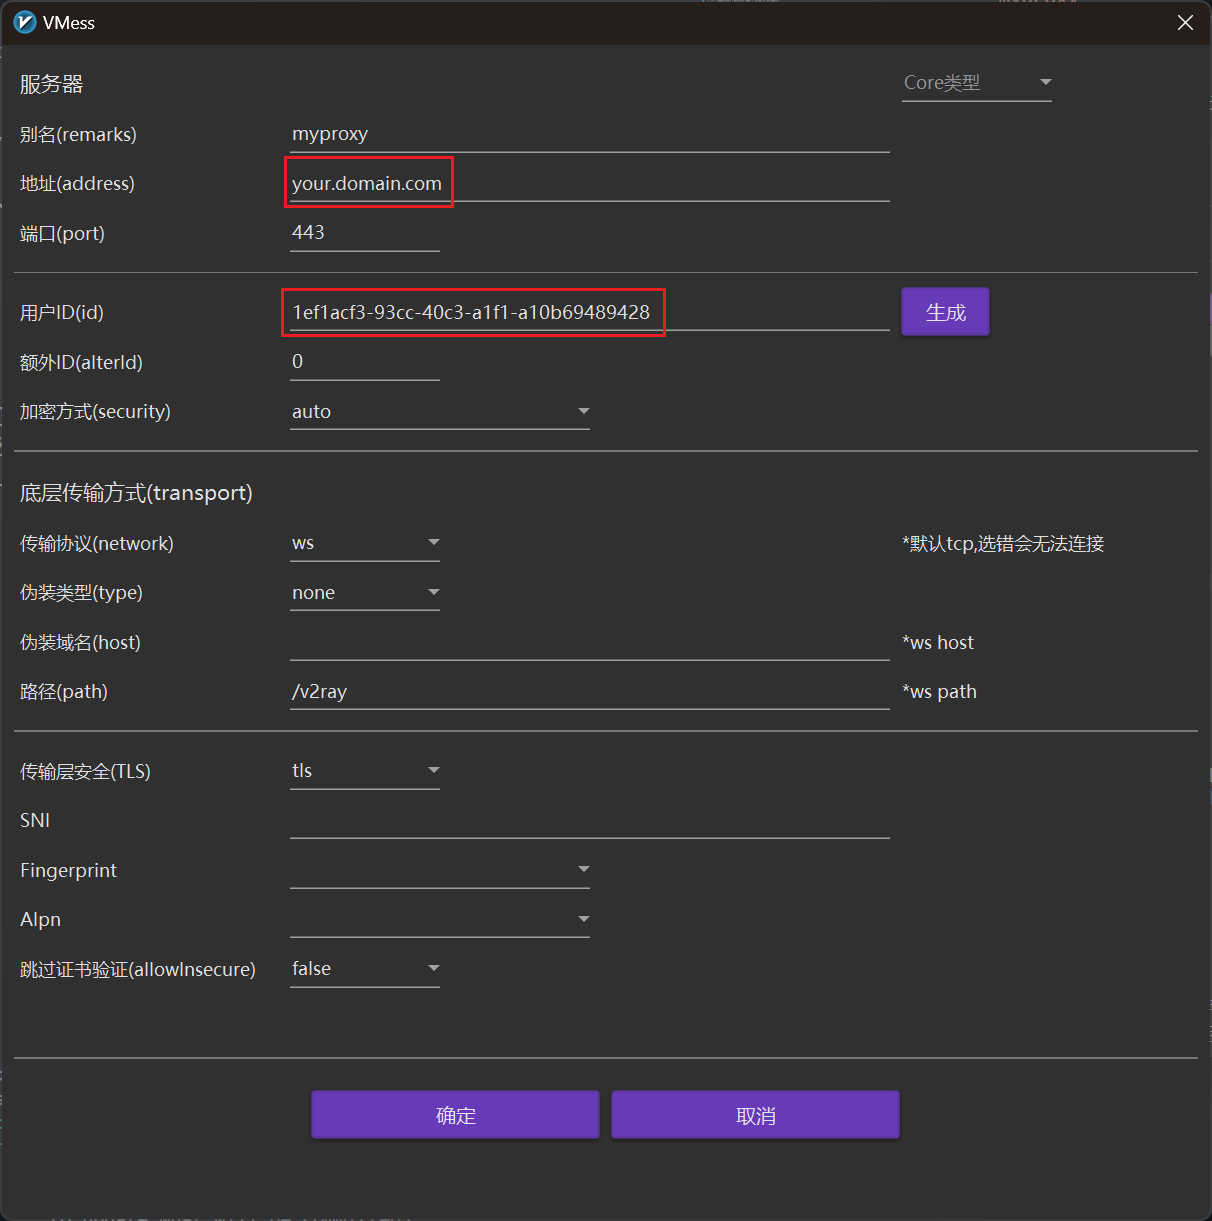 VMess
服务器 Core类型
别名(remarks) myproxy
地址(address) your.domain.com
端口(port) 443
用户ID(id) 1ef1acf3-93cc-40c3-a1f1-a10b69489428 生成
额外ID(alterId) 0
加密方式(security) auto
底层传输方式(transport)
传输协议(network) ws *默认tcp,选错会无法连接
伪装类型(type) none
伪装域名(host) *ws host
路径(path) /v2ray *ws path
传输层安全(TLS) tls
SNI
Fingerprint
Alpn
跳过证书验证(allowInsecure) false
确定 取消